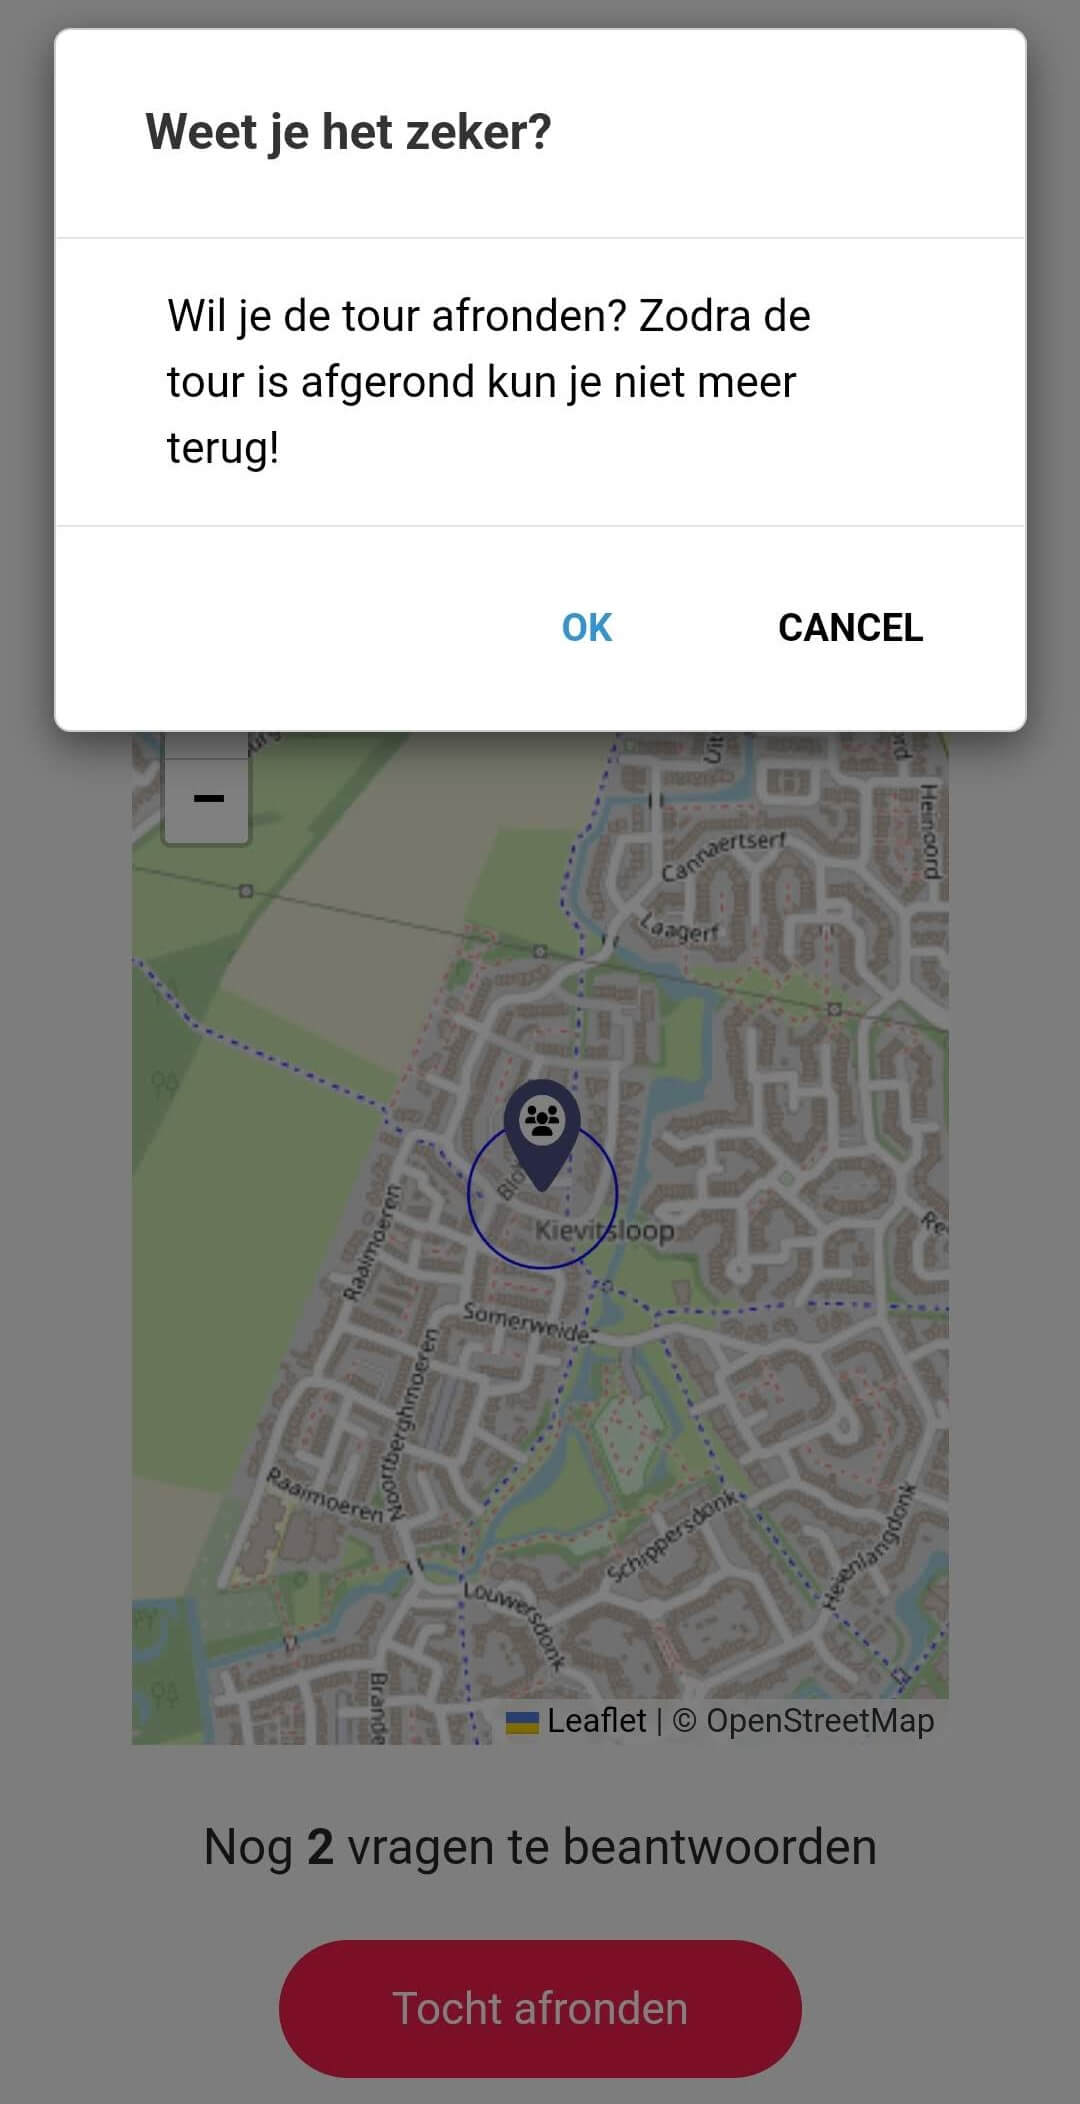 Weet je het zeker?
Wil je de tour afronden? Zodra de
tour is afgerond kun je niet meer
terug!
OK
CANCEL
Heinoord
Cannaertserf
Laagerf
Kievitsloop
Raaimoeren
Somerweide
Noortberghmoeren
Raaimoeren
Schippersdonk
Heienlangdonk
Louwersdonk
Leaflet | © OpenStreetMap
Nog 2 vragen te beantwoorden
Tocht afronden